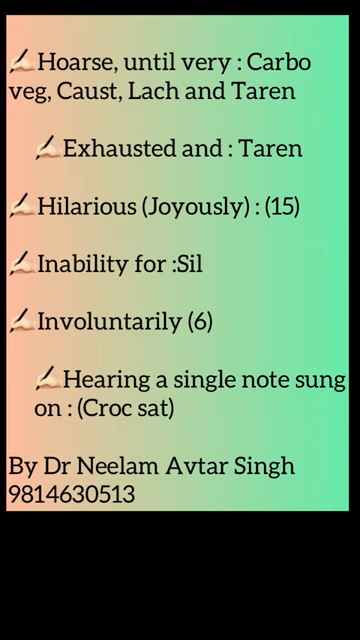 ✍🏻Hoarse, until very : Carbo
veg, Caust, Lach and Taren
✍🏻Exhausted and : Taren
✍🏻Hilarious (Joyously) : (15)
✍🏻Inability for :Sil
✍🏻Involuntarily (6)
✍🏻Hearing a single note sung
on : (Croc sat)
By Dr Neelam Avtar Singh
9814630513